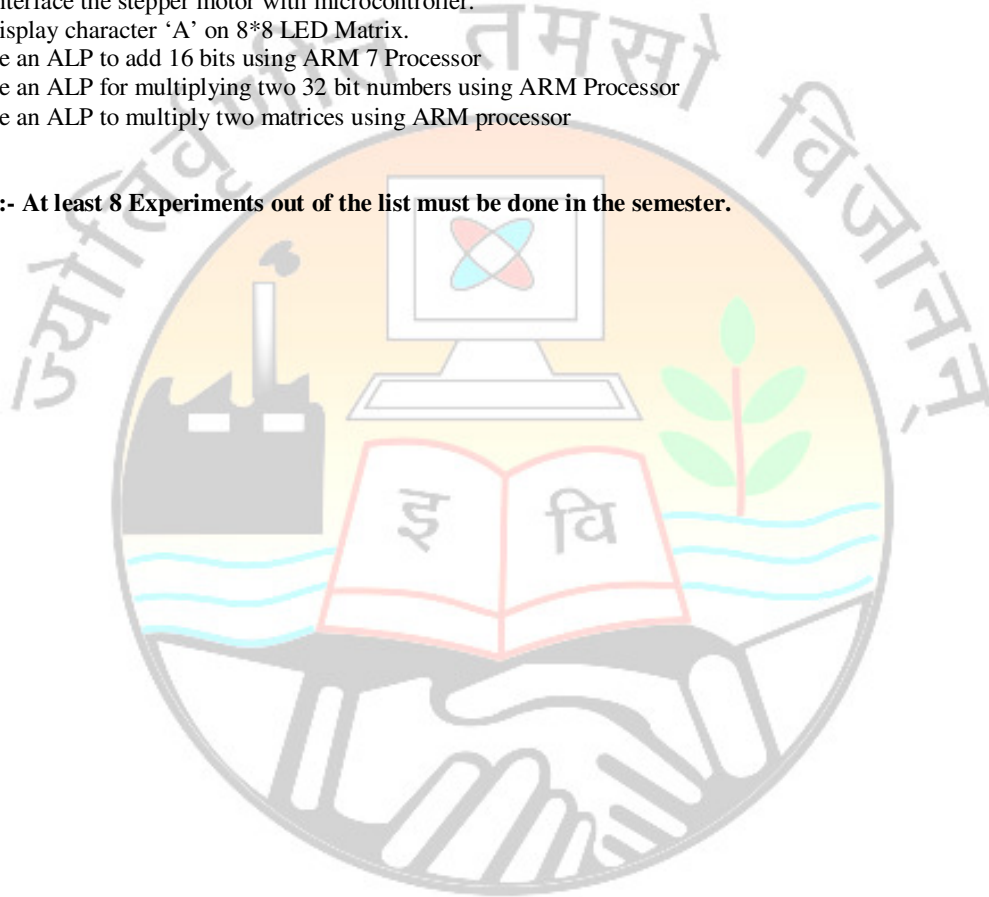 nterface the stepper motor with microcontroller.
isplay character ‘A’ on 8*8 LED Matrix.
e an ALP to add 16 bits using ARM 7 Processor
e an ALP for multiplying two 32 bit numbers using ARM Processor
e an ALP to multiply two matrices using ARM processor
:- At least 8 Experiments out of the list must be done in the semester.
ज्योतिर्वृणीत तमसो विजानन्
इ वि